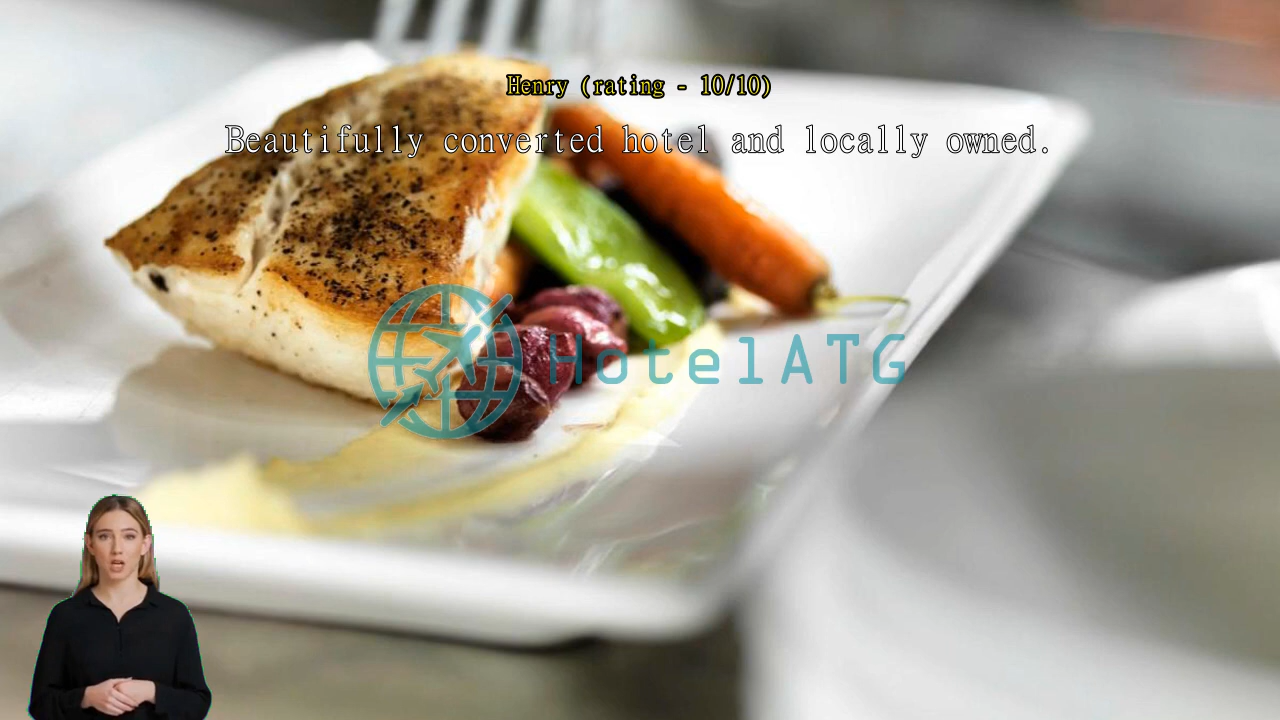 Henry (rating - 10/10)
Beautifully converted hotel and locally owned.
HotelATG